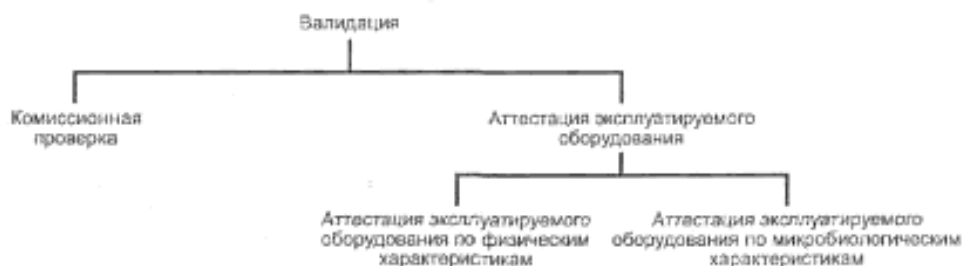 Валидация
Комиссионная
проверка
Аттестация эксплуатируемого
оборудования
Аттестация эксплуатируемого
оборудования по физическим
характеристикам
Аттестация эксплуатируемого
оборудования по микробиологическим
характеристикам